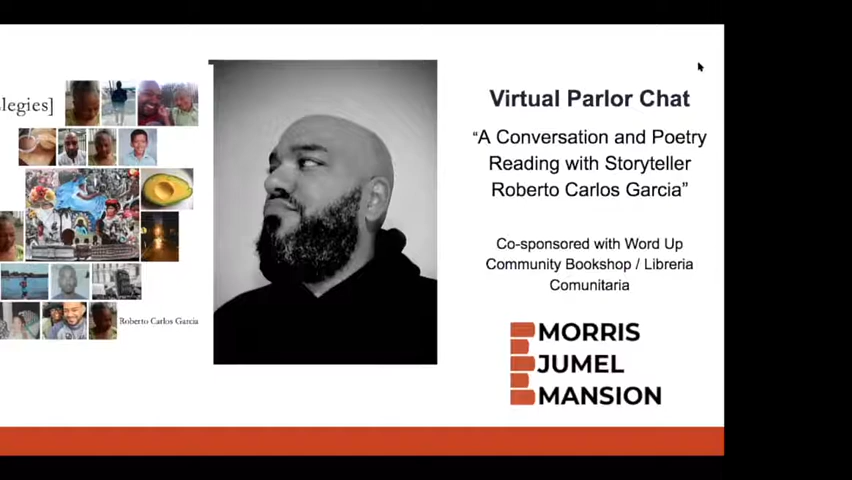 legies]
Roberto Carlos Garcia
Virtual Parlor Chat
“A Conversation and Poetry
Reading with Storyteller
Roberto Carlos Garcia”
Co-sponsored with Word Up
Community Bookshop / Libreria
Comunitaria
MORRIS
JUMEL
MANSION